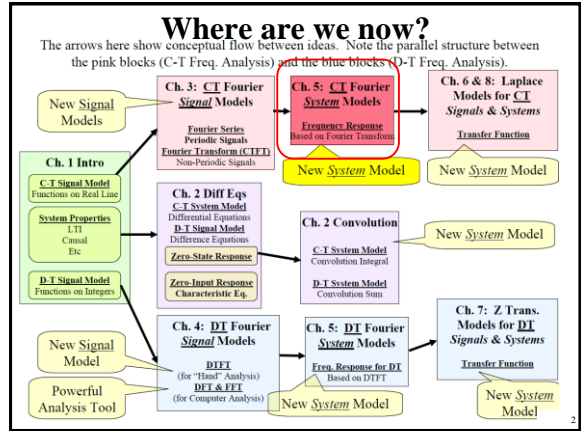 Where are we now?
The arrows here show conceptual flow between ideas. Note the parallel structure between
the pink blocks (C-T Freq. Analysis) and the blue blocks (D-T Freq. Analysis).
New Signal
Models
Ch. 3: CT Fourier
Signal Models
Fourier Series
Periodic Signals
Fourier Transform (CTFT)
Non-Periodic Signals
Ch. 5: CT Fourier
System Models
Frequency Response
Based on Fourier Transform
New System Model
Ch. 6 & 8: Laplace
Models for CT
Signals & Systems
Transfer Function
New System Model
Ch. 1 Intro
C-T Signal Model
Functions on Real Line
System Properties
LTI
Causal
Etc
D-T Signal Model
Functions on Integers
Ch. 2 Diff Eqs
C-T System Model
Differential Equations
D-T Signal Model
Difference Equations
Zero-State Response
Zero-Input Response
Characteristic Eq.
Ch. 2 Convolution
C-T System Model
Convolution Integral
D-T System Model
Convolution Sum
New System Model
New Signal
Model
Powerful
Analysis Tool
Ch. 4: DT Fourier
Signal Models
DTFT
(for "Hand" Analysis)
DFT & FFT
(for Computer Analysis)
Ch. 5: DT Fourier
System Models
Freq. Response for DT
Based on DTFT
New System Model
Ch. 7: Z Trans.
Models for DT
Signals & Systems
Transfer Function
New System
Model
2